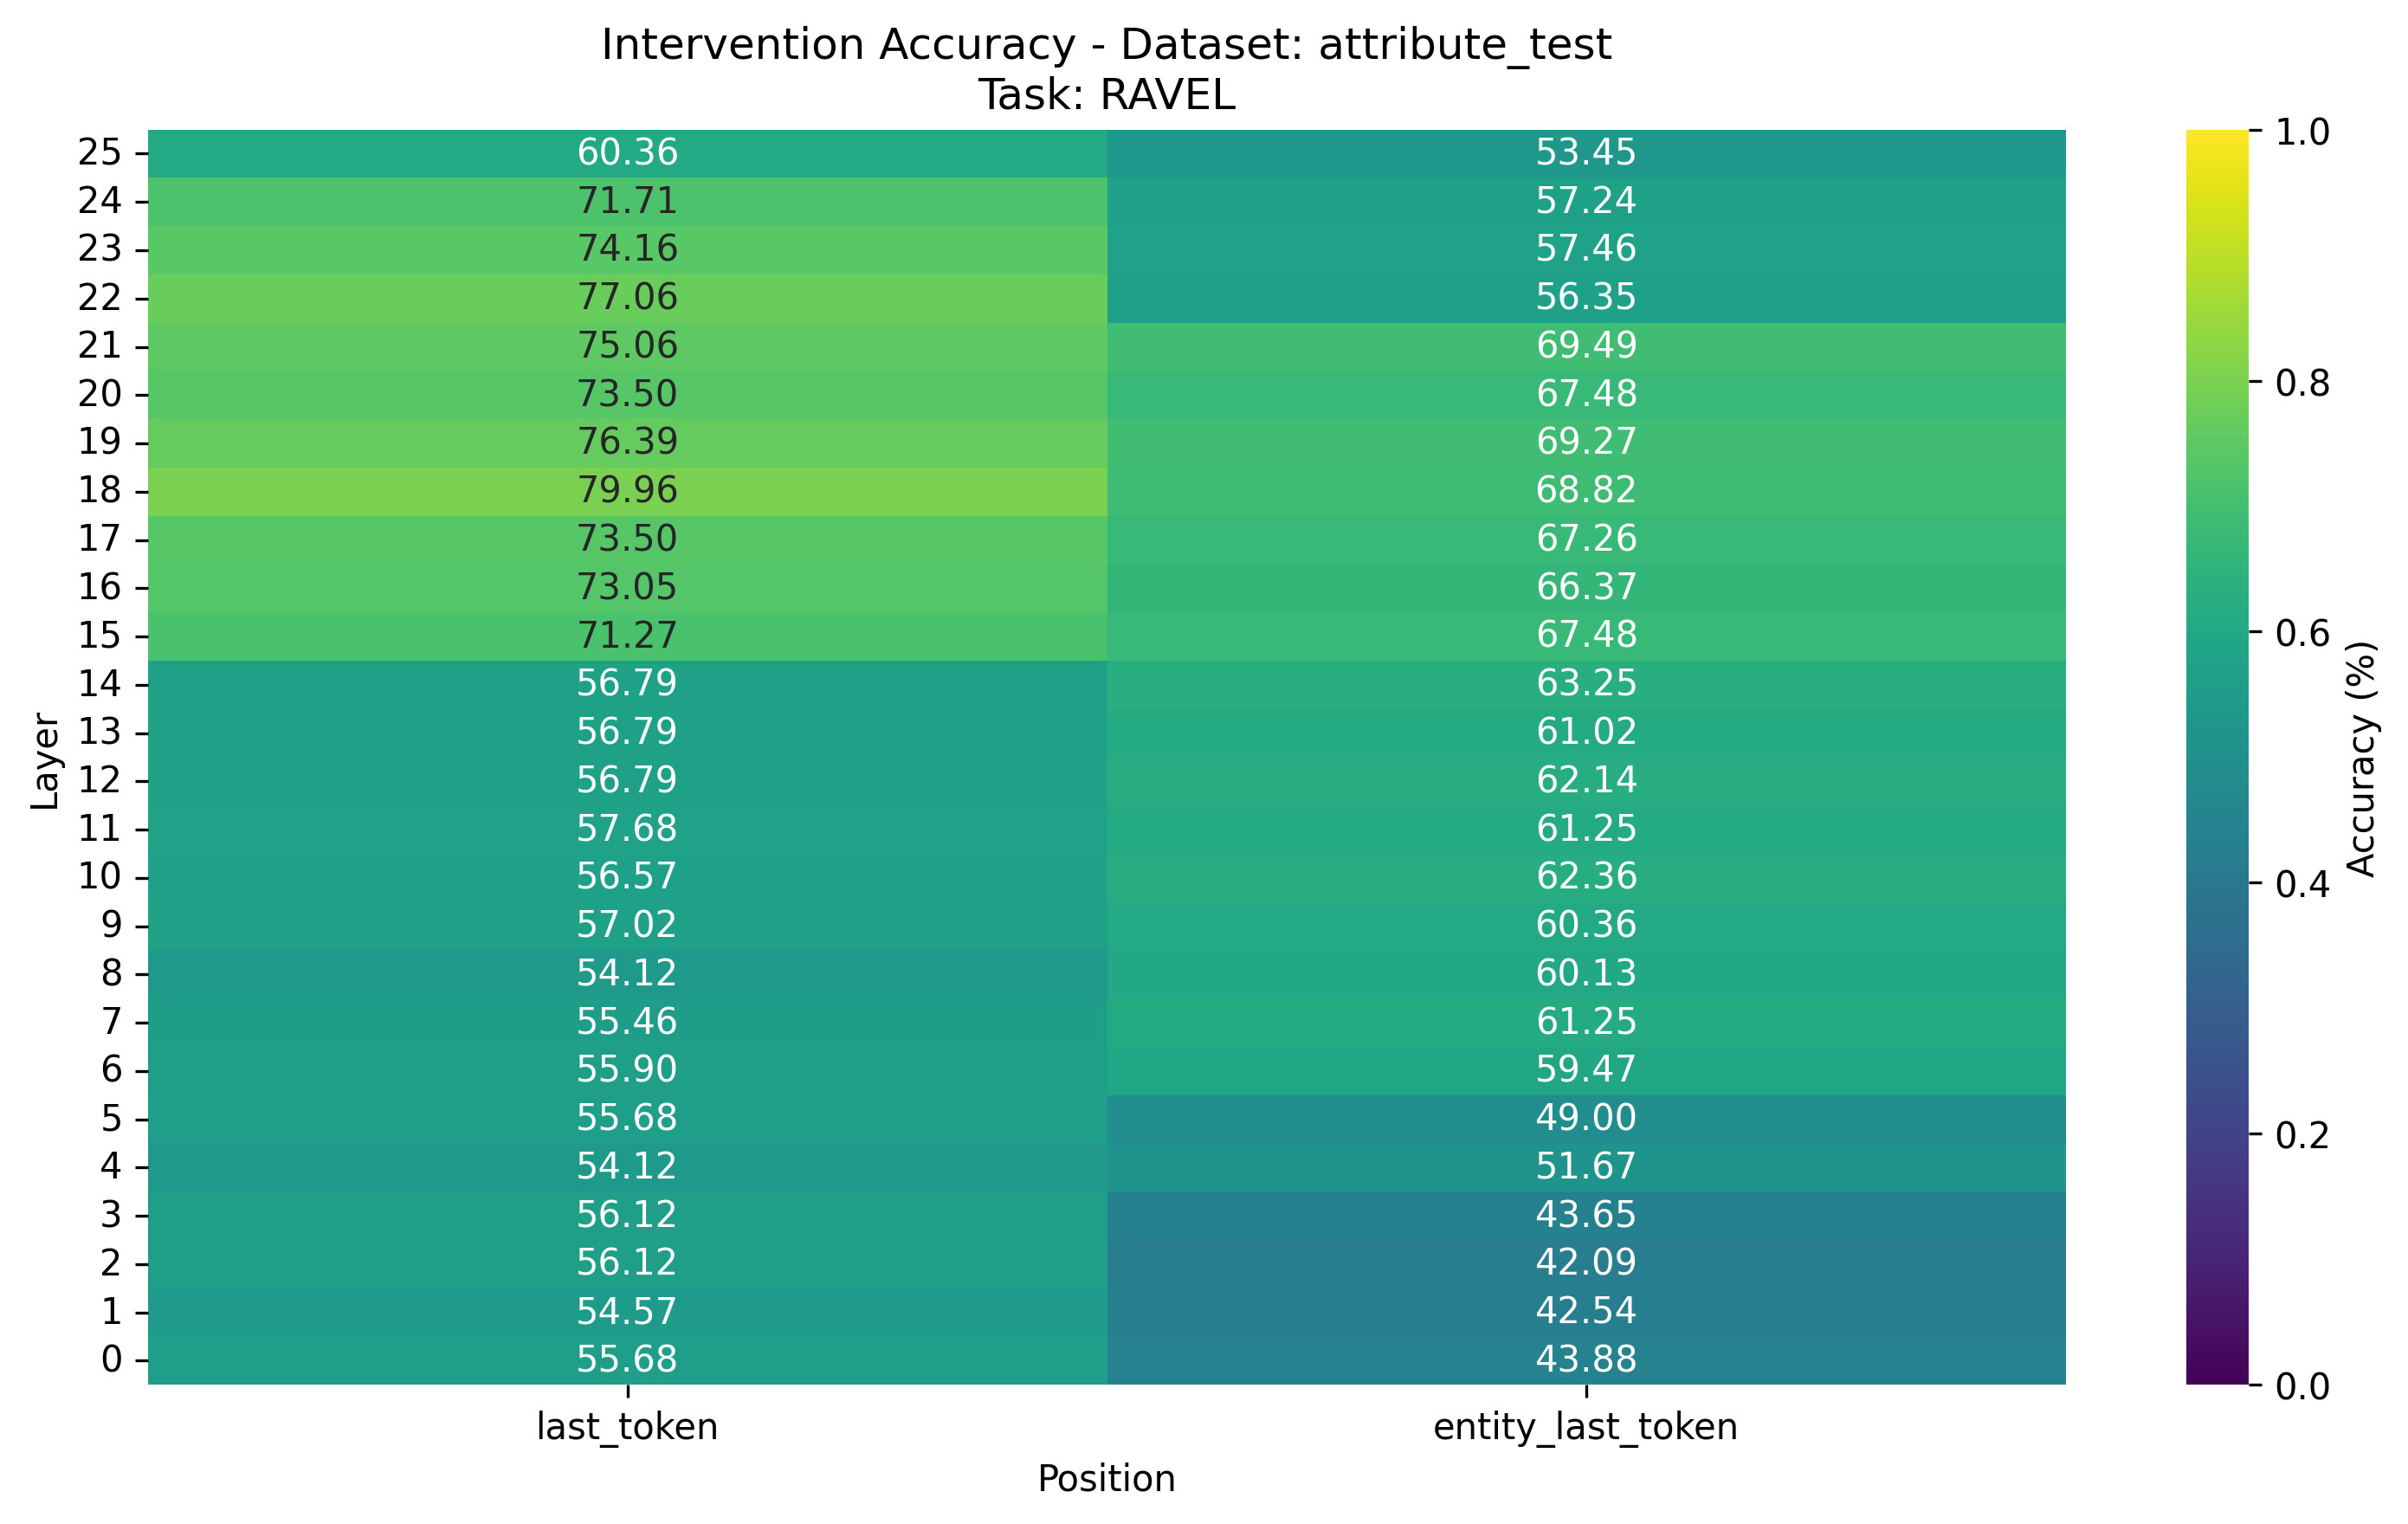 Intervention Accuracy - Dataset: attribute_test
Task: RAVEL
25 60.36 53.45
24 71.71 57.24
23 74.16 57.46
22 77.06 56.35
21 75.06 69.49
20 73.50 67.48
19 76.39 69.27
18 79.96 68.82
17 73.50 67.26
16 73.05 66.37
15 71.27 67.48
14 56.79 63.25
13 56.79 61.02
12 56.79 62.14
11 57.68 61.25
10 56.57 62.36
9 57.02 60.36
8 54.12 60.13
7 55.46 61.25
6 55.90 59.47
5 55.68 49.00
4 54.12 51.67
3 56.12 43.65
2 56.12 42.09
1 54.57 42.54
0 55.68 43.88
last_token entity_last_token
Position
Layer
1.0
0.8
0.6
0.4
0.2
0.0
Accuracy (%)